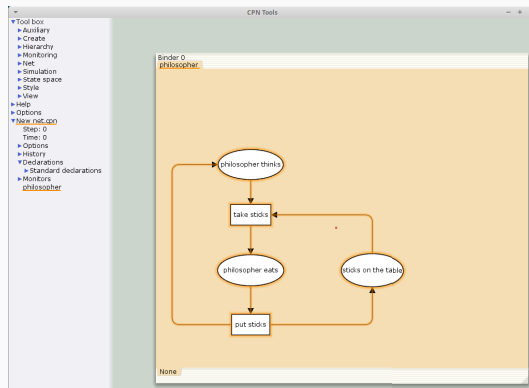 CPN Tools
Tool box
Auxiliary
Create
Hierarchy
Monitoring
Net
Simulation
State space
Style
View
Help
Options
New net.cpn
Step: 0
Time: 0
Options
History
Declarations
Standard declarations
Monitors
philosopher
Binder 0
philosopher
philosopher thinks
take sticks
philosopher eats
sticks on the table
put sticks
None